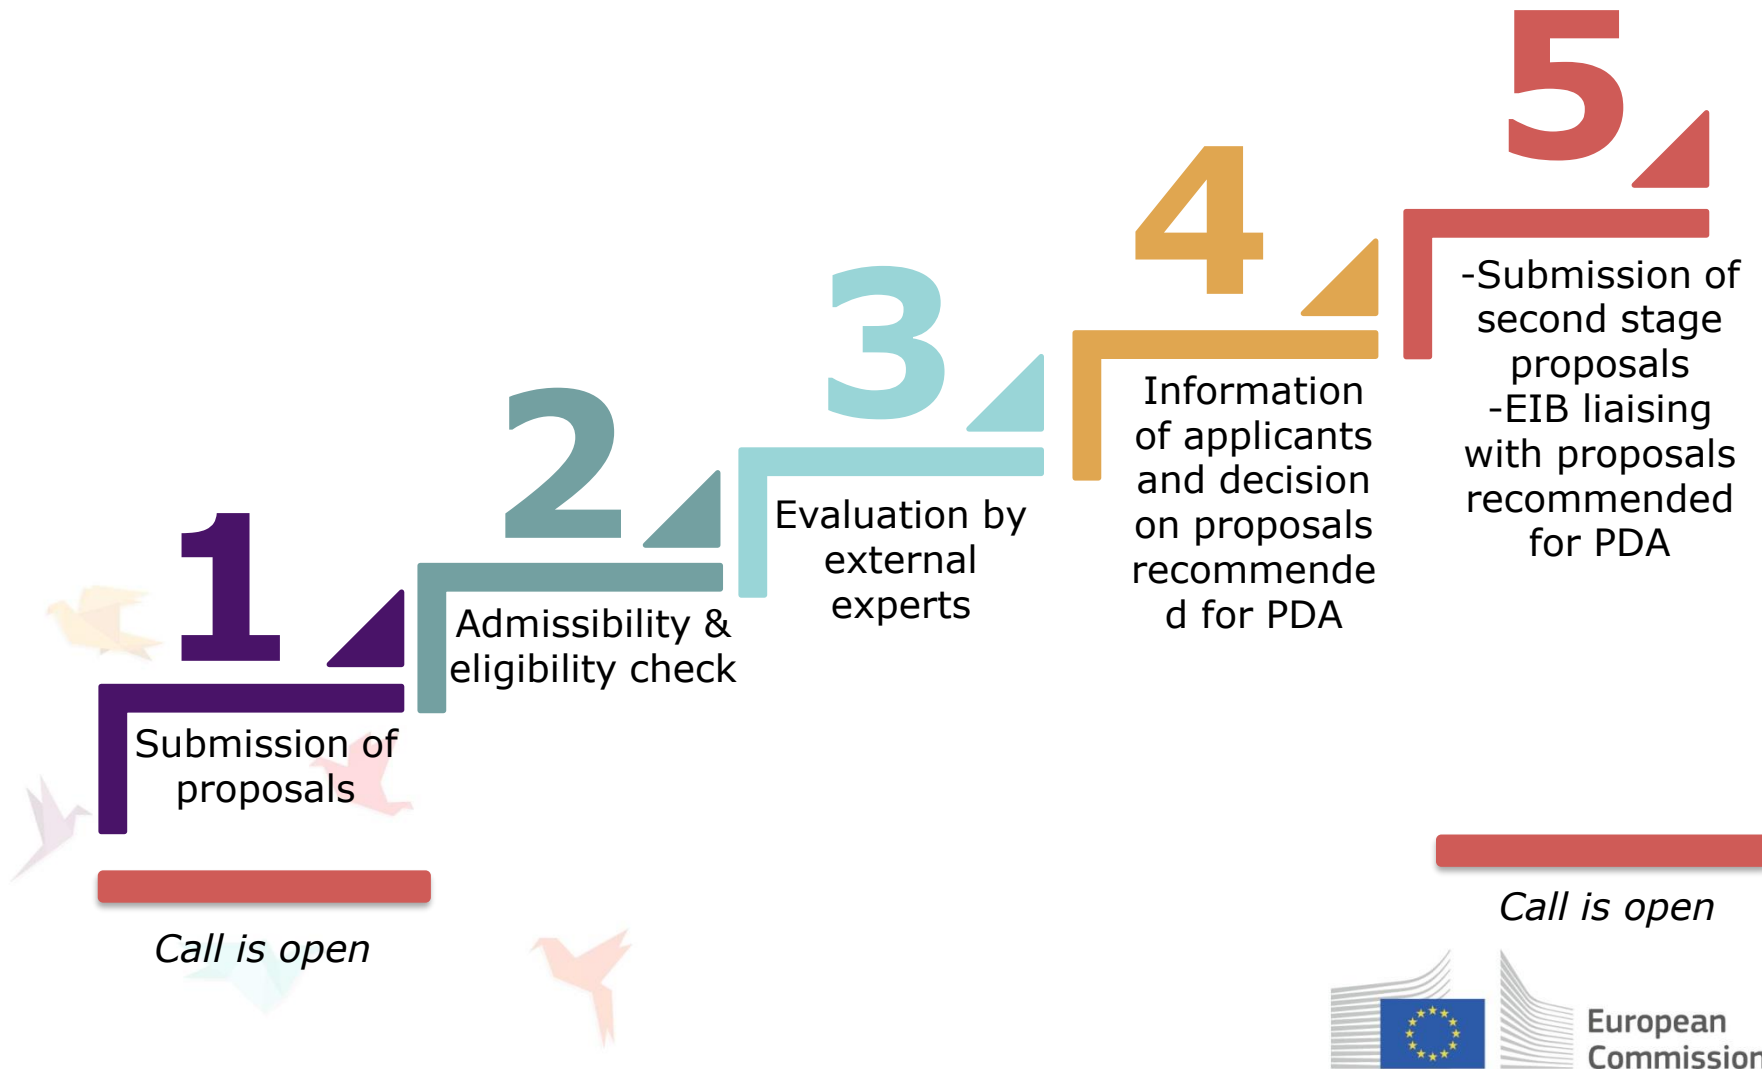 1
Submission of
proposals
Call is open
2
Admissibility &
eligibility check
3
Evaluation by
external
experts
4
Information
of applicants
and decision
on proposals
recommende
d for PDA
5
-Submission of
second stage
proposals
-EIB liaising
with proposals
recommended
for PDA
Call is open
European
Commission